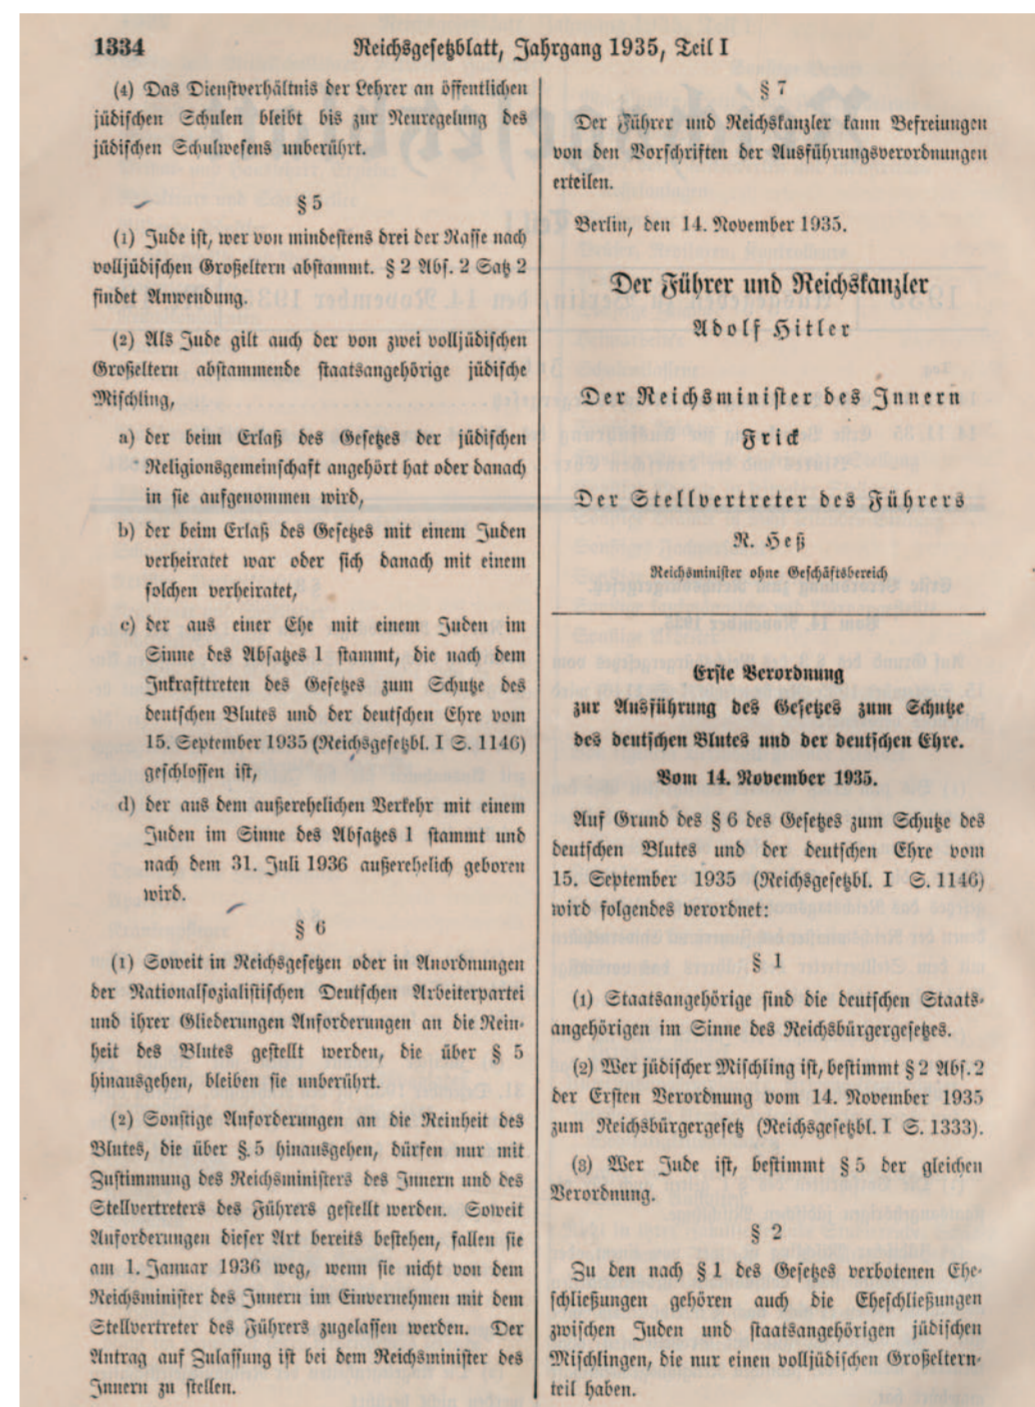 1334
Reichsgesetzblatt, Jahrgang 1935, Teil I
(4) Das Dienstverhältnis der Lehrer an öffentlichen
jüdischen Schulen bleibt bis zur Neuregelung des
jüdischen Schulwesens unberührt.
§ 5
(1) Jude ist, wer von mindestens drei der Rasse nach
volljüdischen Großeltern abstammt. § 2 Abs. 2 Satz 2
findet Anwendung.
(2) Als Jude gilt auch der von zwei volljüdischen
Großeltern abstammende staatsangehörige jüdische
Mischling,
a) der beim Erlaß des Gesetzes der jüdischen
Religionsgemeinschaft angehört hat oder danach
in sie aufgenommen wird,
b) der beim Erlaß des Gesetzes mit einem Juden
verheiratet war oder sich danach mit einem
solchen verheiratet,
c) der aus einer Ehe mit einem Juden im
Sinne des Absatzes 1 stammt, die nach dem
Inkrafttreten des Gesetzes zum Schutze des
deutschen Blutes und der deutschen Ehre vom
15. September 1935 (Reichsgesetzbl. I S. 1146)
geschlossen ist,
d) der aus dem außerehelichen Verkehr mit einem
Juden im Sinne des Absatzes 1 stammt und
nach dem 31. Juli 1936 außerehelich geboren
wird.
§ 6
(1) Soweit in Reichsgesetzen oder in Anordnungen
der Nationalsozialistischen Deutschen Arbeiterpartei
und ihrer Gliederungen Anforderungen an die Rein-
heit des Blutes gestellt werden, die über § 5
hinausgehen, bleiben sie unberührt.
(2) Sonstige Anforderungen an die Reinheit des
Blutes, die über § 5 hinausgehen, dürfen nur mit
Zustimmung des Reichsministers des Innern und des
Stellvertreters des Führers gestellt werden. Soweit
Anforderungen dieser Art bereits bestehen, fallen sie
am 1. Januar 1936 weg, wenn sie nicht von dem
Reichsminister des Innern im Einvernehmen mit dem
Stellvertreter des Führers zugelassen werden. Der
Antrag auf Zulassung ist bei dem Reichsminister des
Innern zu stellen.
§ 7
Der Führer und Reichskanzler kann Befreiungen
von den Vorschriften der Ausführungsverordnungen
erteilen.
Berlin, den 14. November 1935.
Der Führer und Reichskanzler
Adolf Hitler
Der Reichsminister des Innern
Frick
Der Stellvertreter des Führers
R. Heß
Reichsminister ohne Geschäftsbereich
Erste Verordnung
zur Ausführung des Gesetzes zum Schutze
des deutschen Blutes und der deutschen Ehre.
Vom 14. November 1935.
Auf Grund des § 6 des Gesetzes zum Schutze des
deutschen Blutes und der deutschen Ehre vom
15. September 1935 (Reichsgesetzbl. I S. 1146)
wird folgendes verordnet:
§ 1
(1) Staatsangehörige sind die deutschen Staats-
angehörigen im Sinne des Reichsbürgergesetzes.
(2) Wer jüdischer Mischling ist, bestimmt § 2 Abs. 2
der Ersten Verordnung vom 14. November 1935
zum Reichsbürgergesetz (Reichsgesetzbl. I S. 1333).
(3) Wer Jude ist, bestimmt § 5 der gleichen
Verordnung.
§ 2
Zu den nach § 1 des Gesetzes verbotenen Ehe-
schließungen gehören auch die Eheschließungen
zwischen Juden und staatsangehörigen jüdischen
Mischlingen, die nur einen volljüdischen Großeltern-
teil haben.